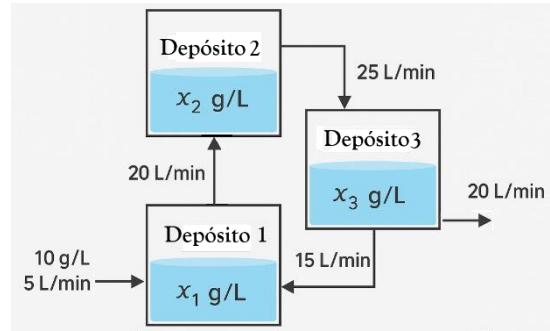 Depósito 2
x₂ g/L
25 L/min
20 L/min
Depósito3
x₃ g/L
20 L/min
Depósito 1
x₁ g/L
10 g/L
5 L/min
15 L/min